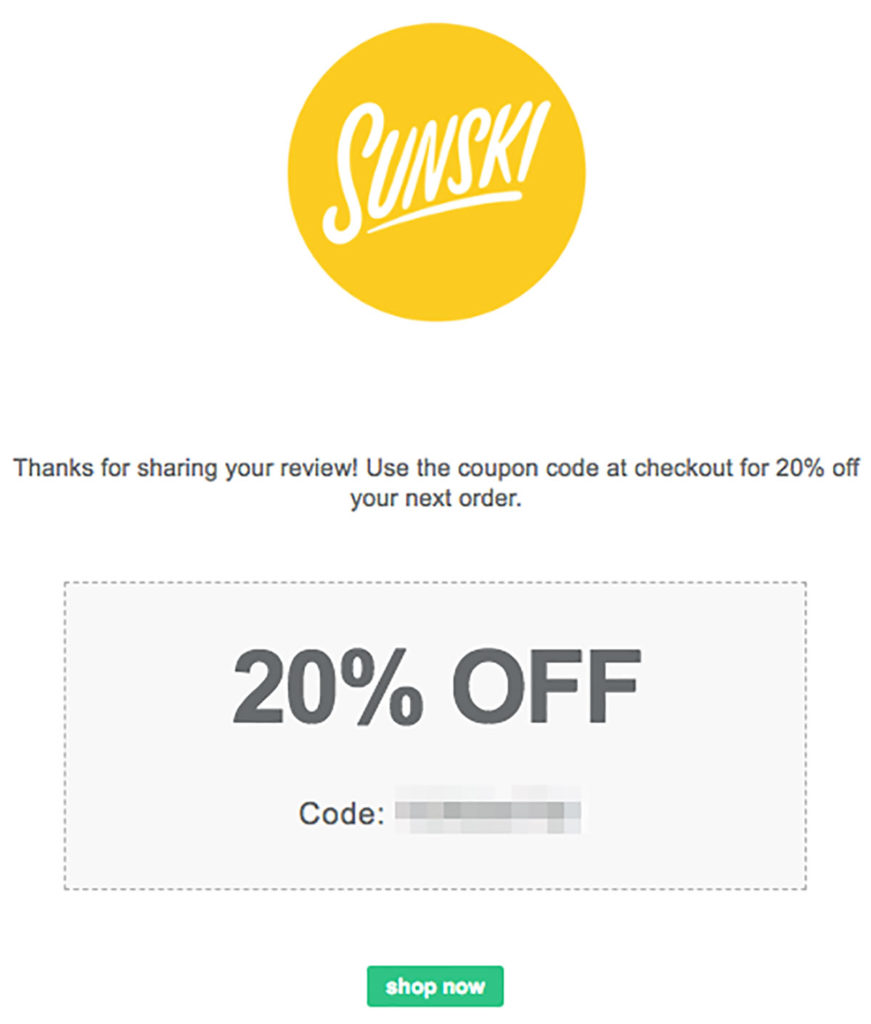 SUNSKI
Thanks for sharing your review! Use the coupon code at checkout for 20% off
your next order.
20% OFF
Code:
shop now